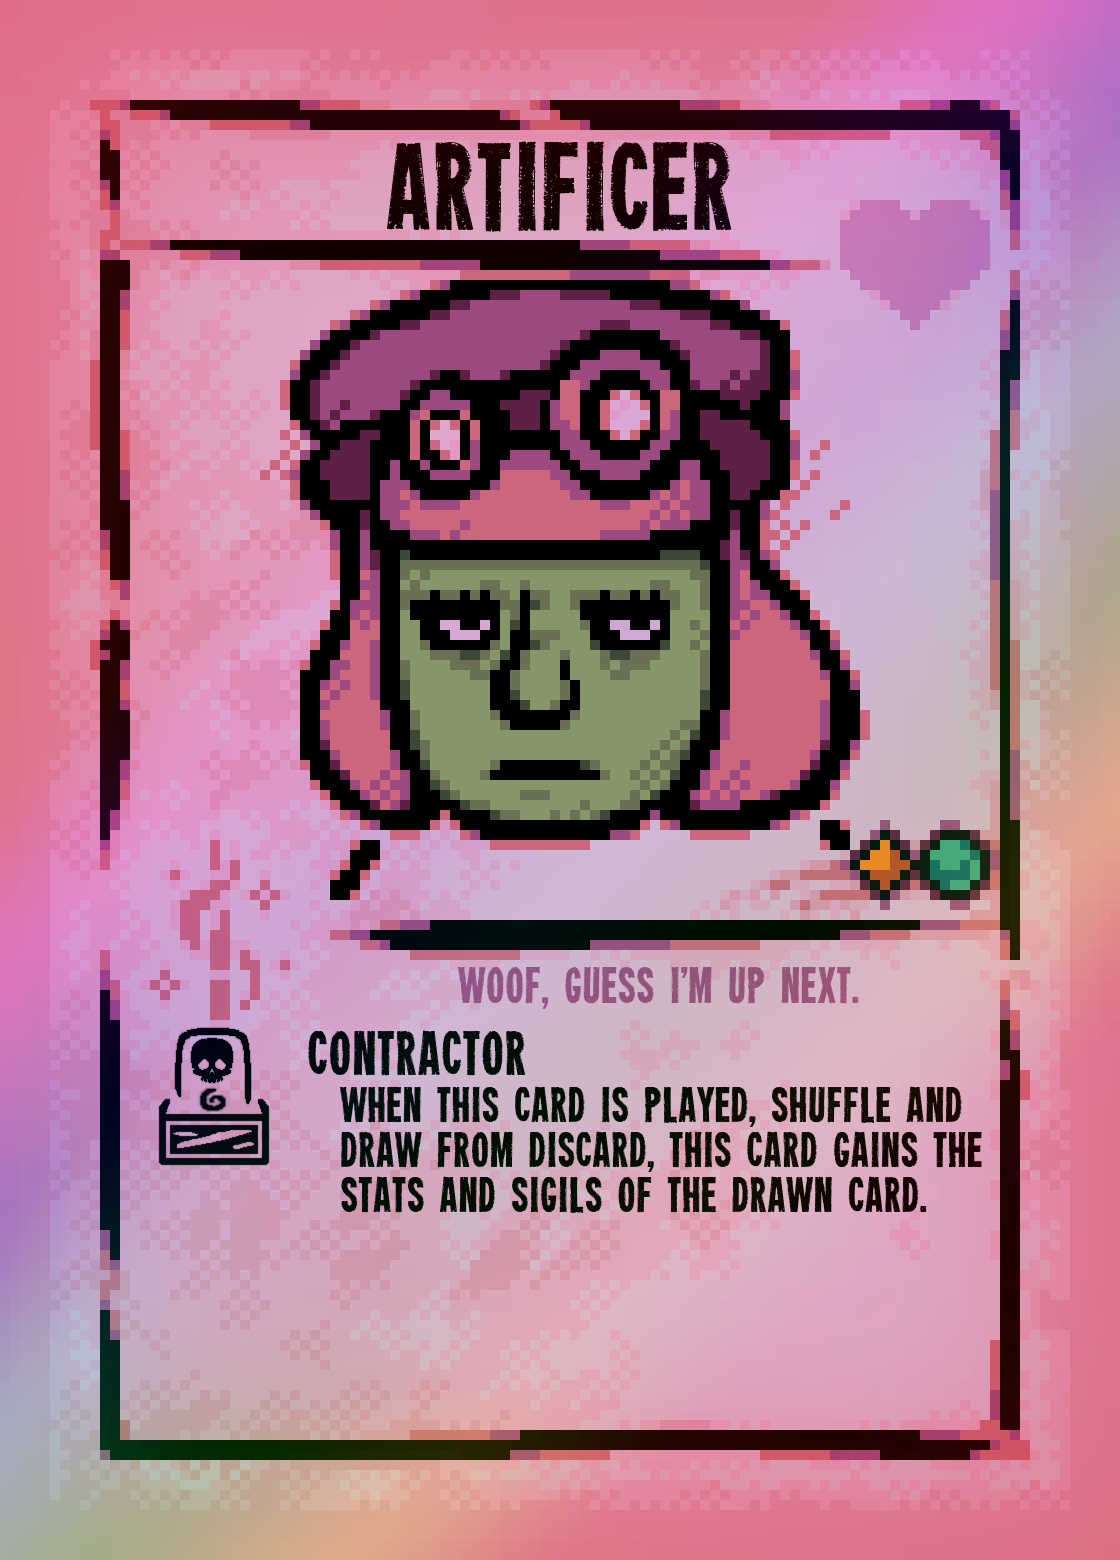 ARTIFICER
WOOF, GUESS I'M UP NEXT.
CONTRACTOR
WHEN THIS CARD IS PLAYED, SHUFFLE AND
DRAW FROM DISCARD, THIS CARD GAINS THE
STATS AND SIGILS OF THE DRAWN CARD.